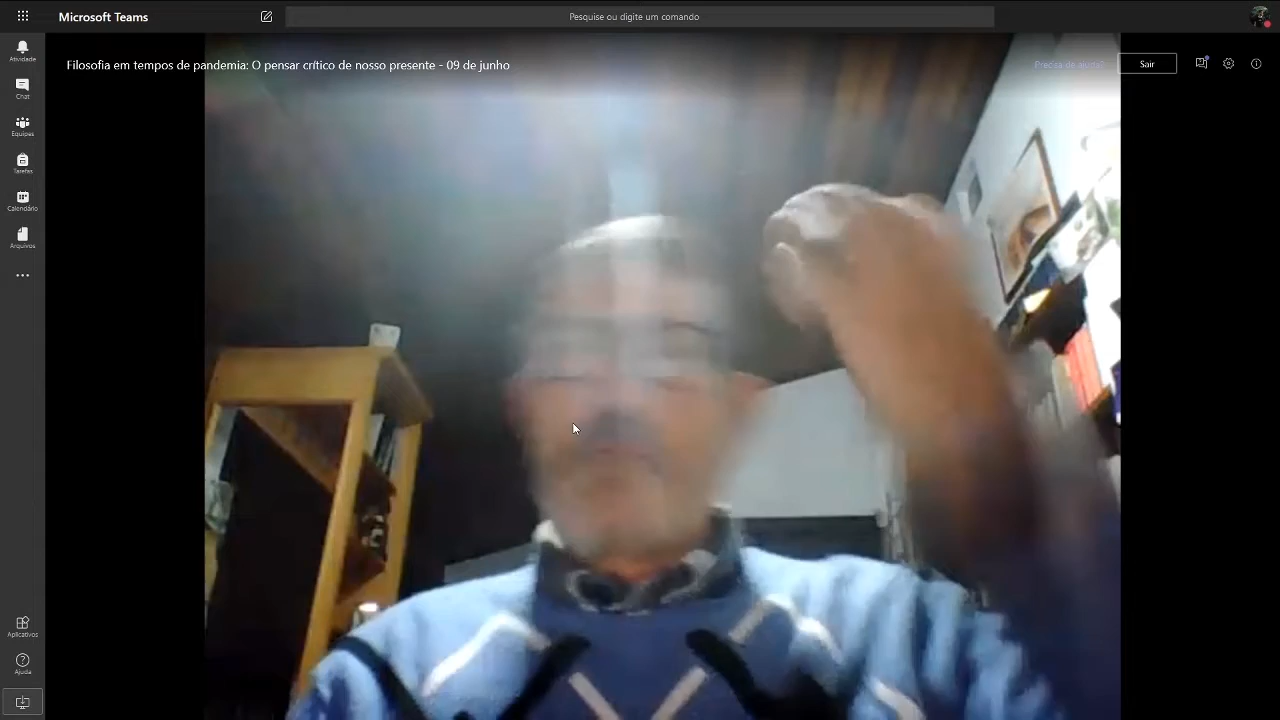 Microsoft Teams
Pesquise ou digite um comando
Filosofia em tempos de pandemia: O pensar crítico de nosso presente - 09 de junho
Precisa de ajuda?
Sair
Atividade
Chat
Equipes
Tarefas
Calendário
Arquivos
Aplicativos
Ajuda